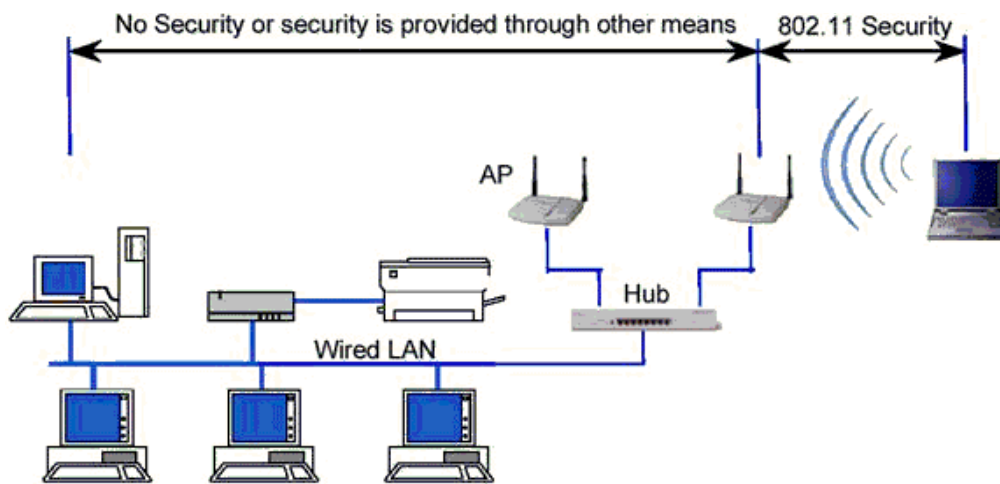 No Security or security is provided through other means
802.11 Security
AP
Hub
Wired LAN